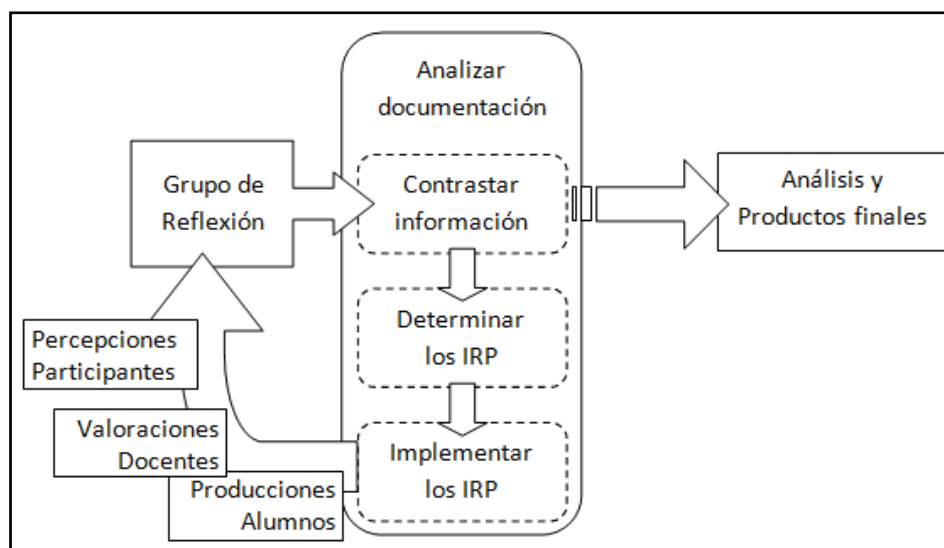 Analizar
documentación
Grupo de
Reflexión
Contrastar
información
Análisis y
Productos finales
Determinar
los IRP
Percepciones
Participantes
Valoraciones
Docentes
Implementar
los IRP
Producciones
Alumnos